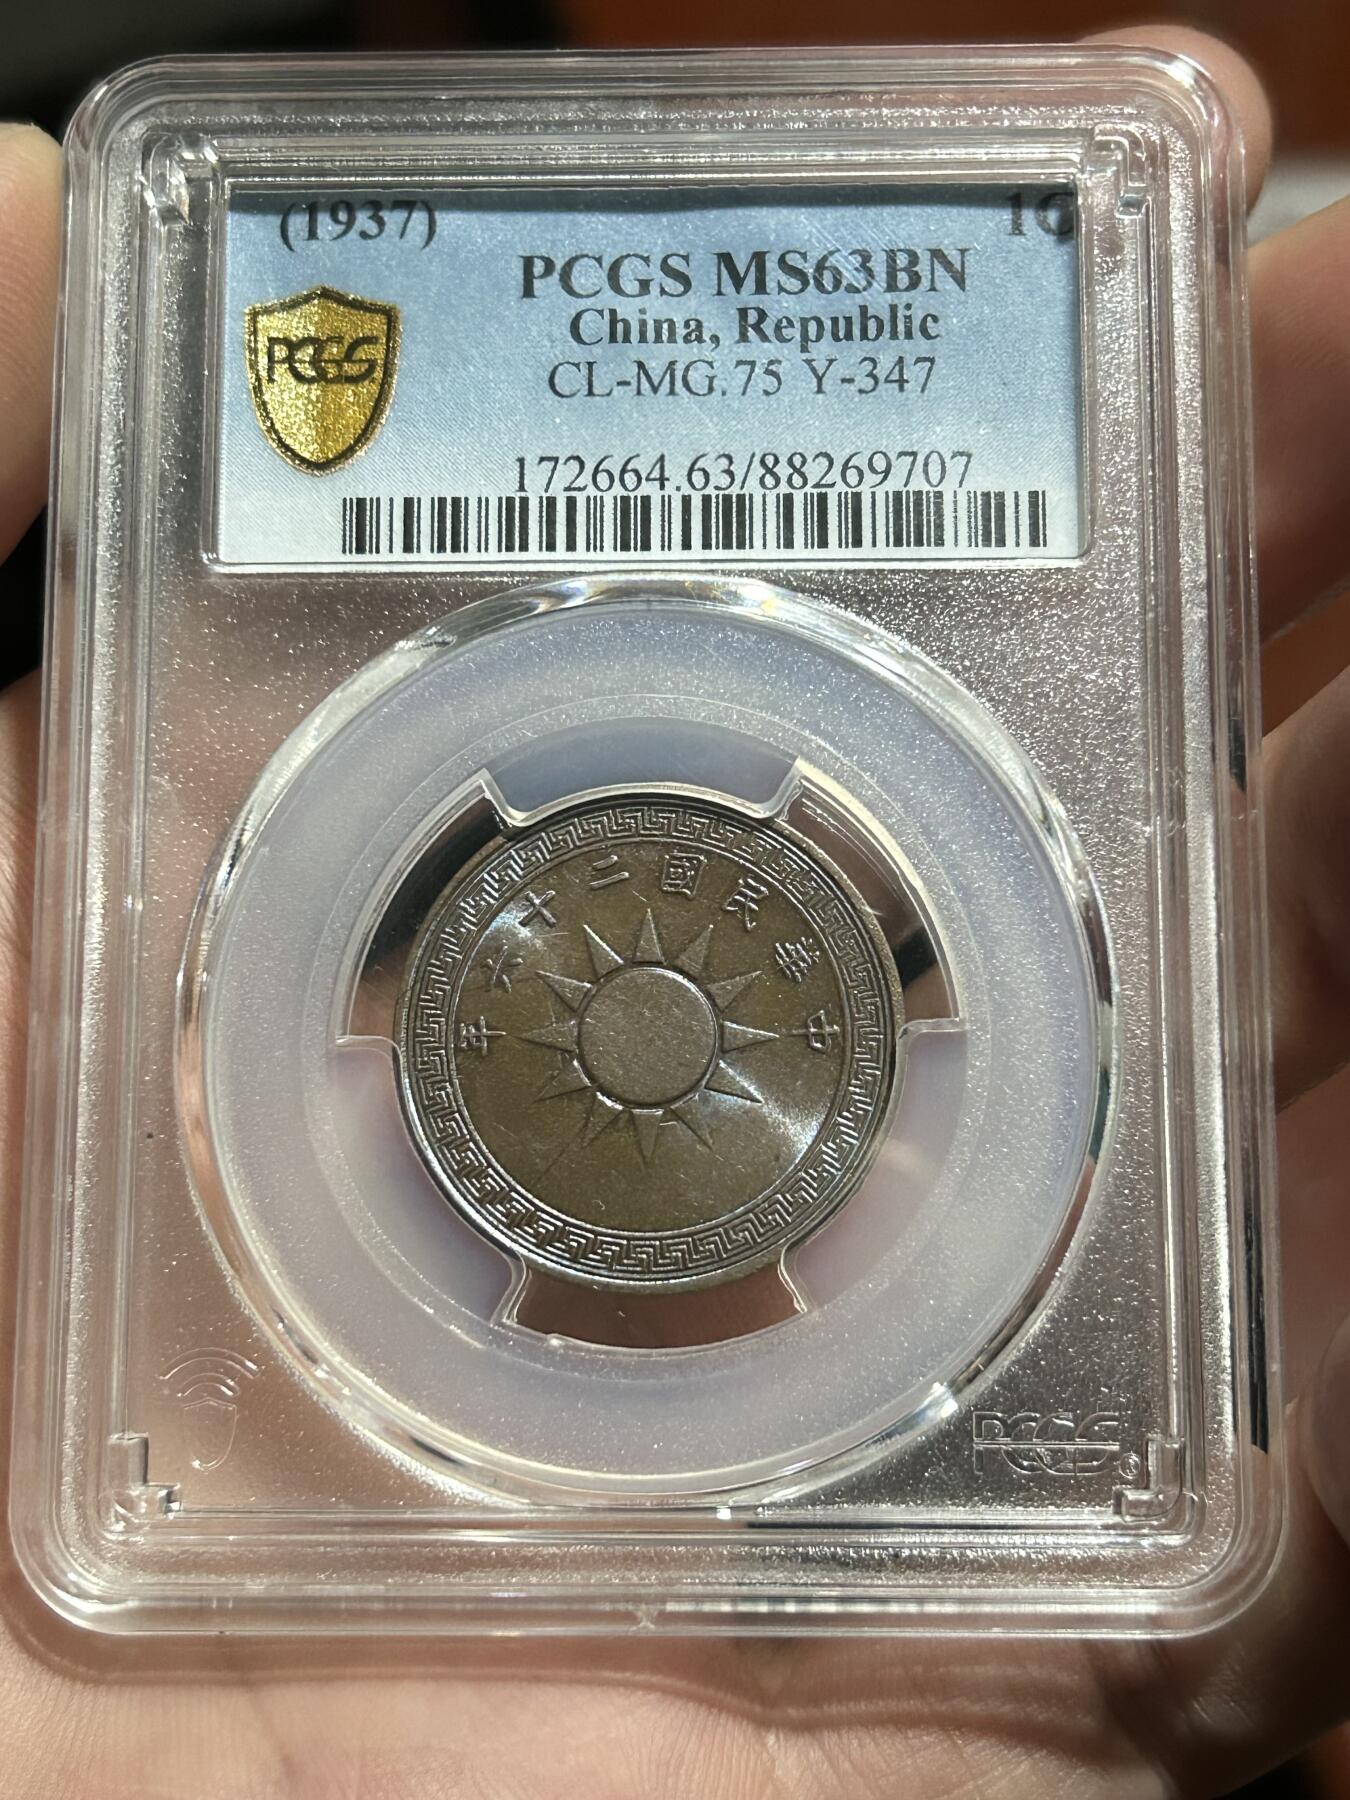 (1937) 1C
PCGS MS63BN
China, Republic
PCGS
CL-MG.75 Y-347
172664.63/88269707
年六十二國民華中
PCGS